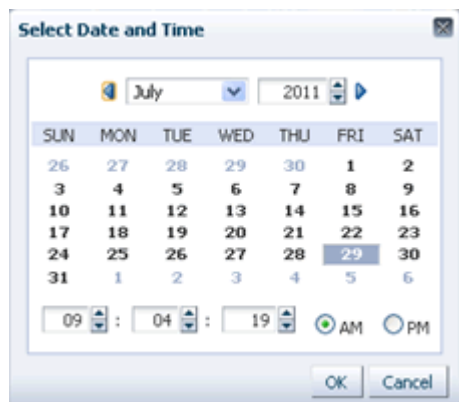 Select Date and Time
July 2011
SUN MON TUE WED THU FRI SAT
26 27 28 29 30 1 2
3 4 5 6 7 8 9
10 11 12 13 14 15 16
17 18 19 20 21 22 23
24 25 26 27 28 29 30
31 1 2 3 4 5 6
09 : 04 : 19 AM PM
OK Cancel